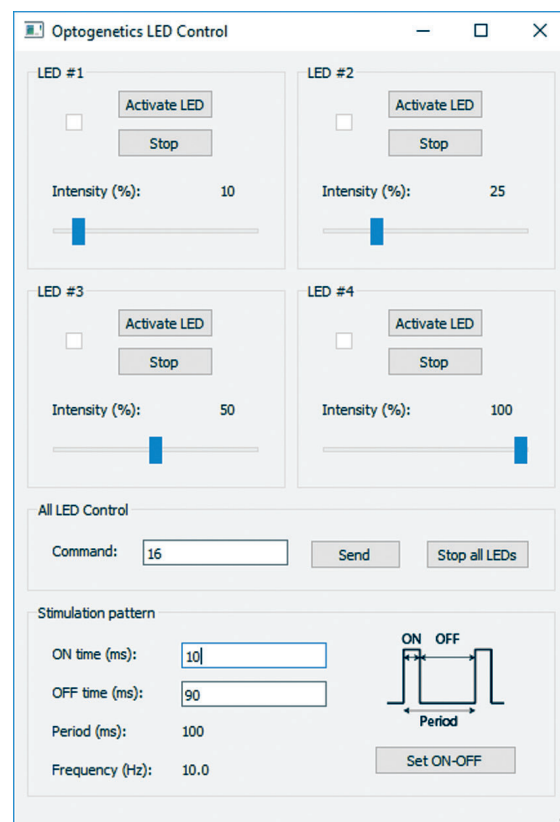 Optogenetics LED Control
LED #1
Activate LED
Stop
Intensity (%): 10
LED #2
Activate LED
Stop
Intensity (%): 25
LED #3
Activate LED
Stop
Intensity (%): 50
LED #4
Activate LED
Stop
Intensity (%): 100
All LED Control
Command: 16 Send Stop all LEDs
Stimulation pattern
ON time (ms): 10
OFF time (ms): 90
Period (ms): 100
Frequency (Hz): 10.0
ON OFF
Period
Set ON-OFF